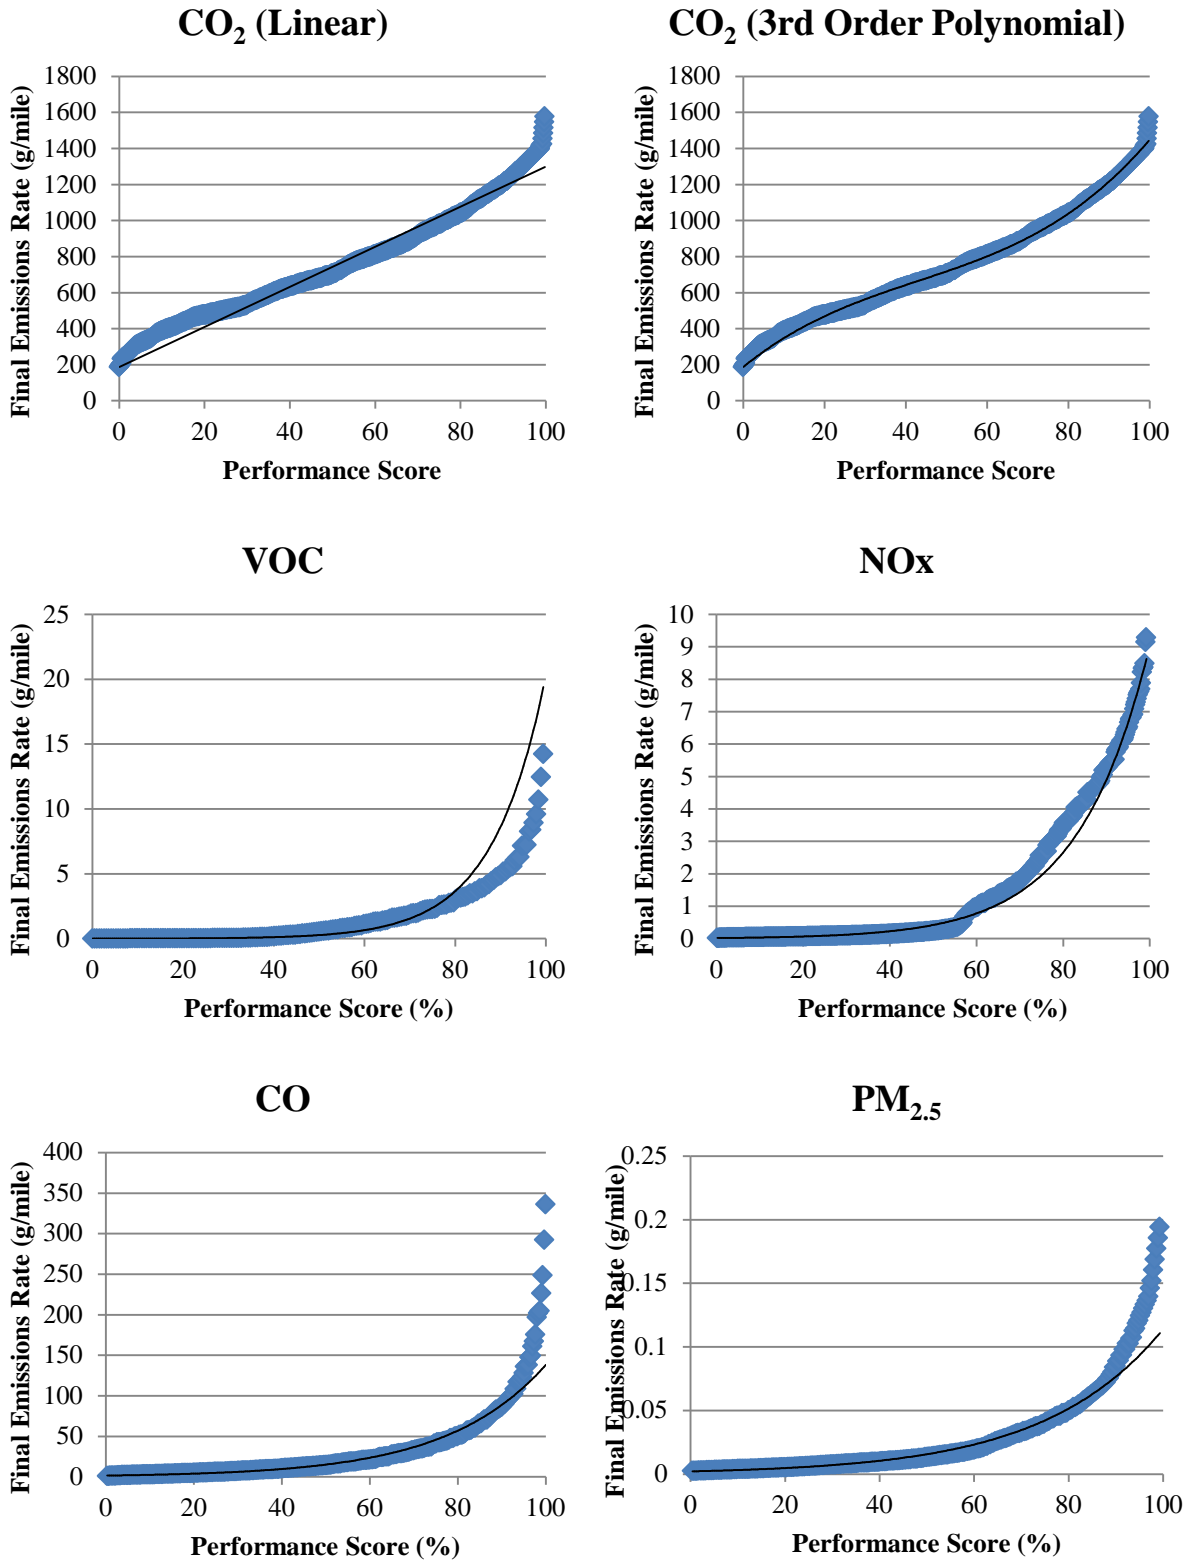 CO2 (Linear)
Final Emissions Rate (g/mile)
1800
1600
1400
1200
1000
800
600
400
200
0
0 20 40 60 80 100
Performance Score
CO2 (3rd Order Polynomial)
Final Emissions Rate (g/mile)
1800
1600
1400
1200
1000
800
600
400
200
0
0 20 40 60 80 100
Performance Score
VOC
Final Emissions Rate (g/mile)
25
20
15
10
5
0
0 20 40 60 80 100
Performance Score (%)
NOx
Final Emissions Rate (g/mile)
10
9
8
7
6
5
4
3
2
1
0
0 20 40 60 80 100
Performance Score (%)
CO
Final Emissions Rate (g/mile)
400
350
300
250
200
150
100
50
0
0 20 40 60 80 100
Performance Score (%)
PM2.5
Final Emissions Rate (g/mile)
0.25
0.2
0.15
0.1
0.05
0
0 20 40 60 80 100
Performance Score (%)